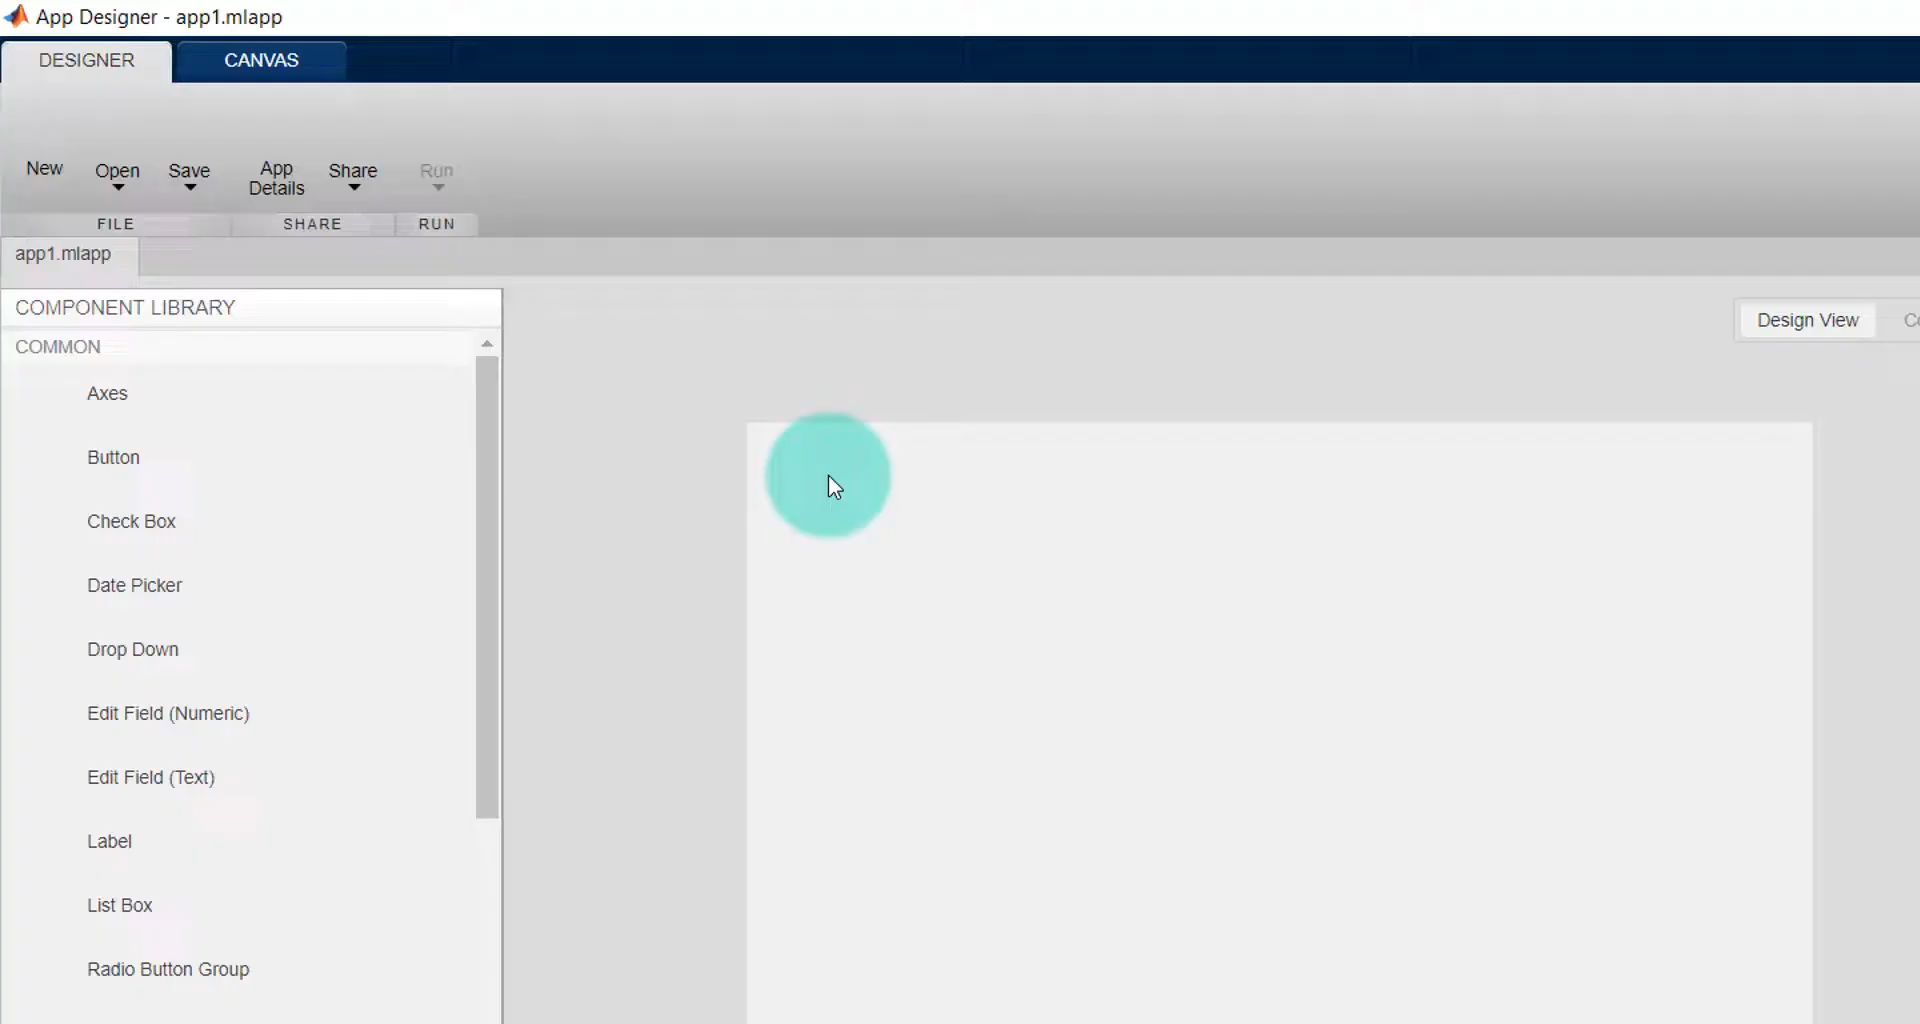 App Designer - app1.mlapp
DESIGNER
CANVAS
New
Open
Save
App
Details
Share
Run
FILE
SHARE
RUN
app1.mlapp
COMPONENT LIBRARY
COMMON
Design View
Axes
Button
Check Box
Date Picker
Drop Down
Edit Field (Numeric)
Edit Field (Text)
Label
List Box
Radio Button Group